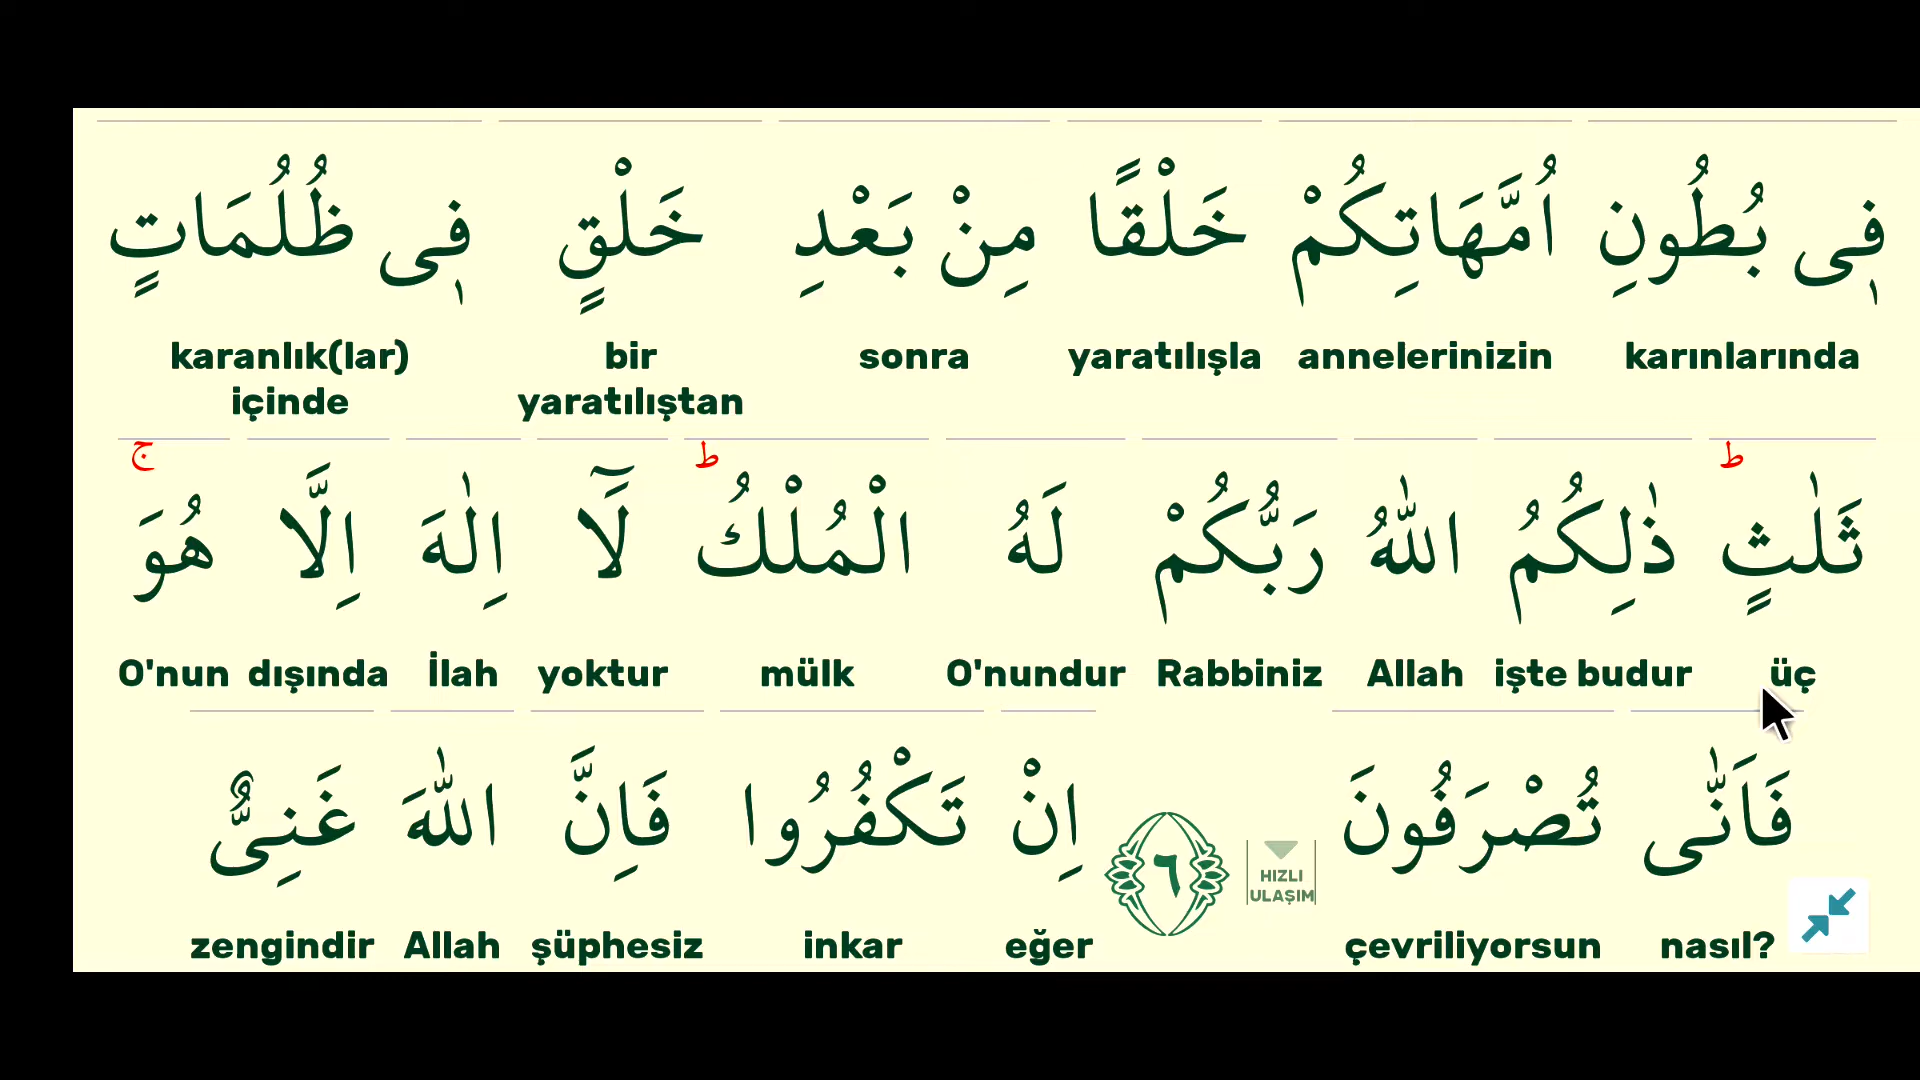 فٖى بُطُونِ اُمَّهَاتِكُمْ خَلْقًا مِنْ بَعْدِ خَلْقٍ فٖى ظُلُمَاتٍ
karınlarında annelerinizin yaratılışla sonra bir yaratılıştan karanlık(lar) içinde
ثَلٰثٍ ط ذٰلِكُمُ اللّٰهُ رَبُّكُمْ لَهُ الْمُلْكُ ط لَٓا اِلٰهَ اِلَّا هُوَ ج
üç işte budur Allah Rabbiniz O'nundur mülk yoktur İlah dışında O'nun
فَاَنّٰى تُصْرَفُونَ HIZLI ULAŞIM ٦ اِنْ تَكْفُرُوا فَاِنَّ اللّٰهَ غَنِىٌّ
nasıl? çevriliyorsun eğer inkar şüphesiz Allah zengindir